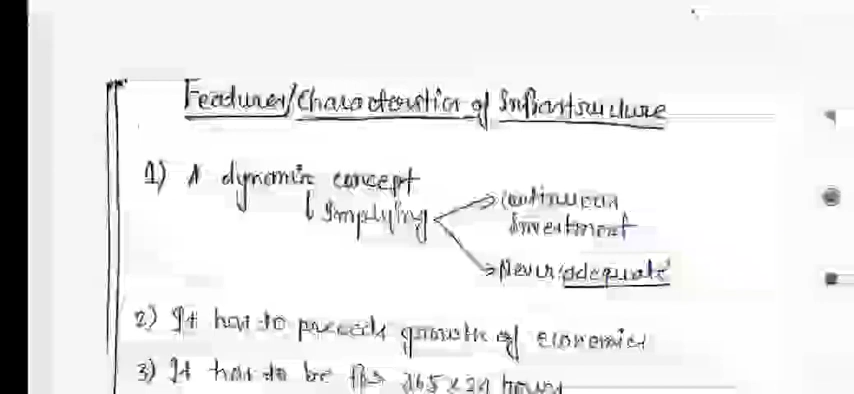 Features/Characteristics of Infrastructure
1) A dynamic concept
↳ Implying → Continuous Investment
→ Never adequate
2) It has to precede growth of economies
3) It has to be 365 x 24 hours